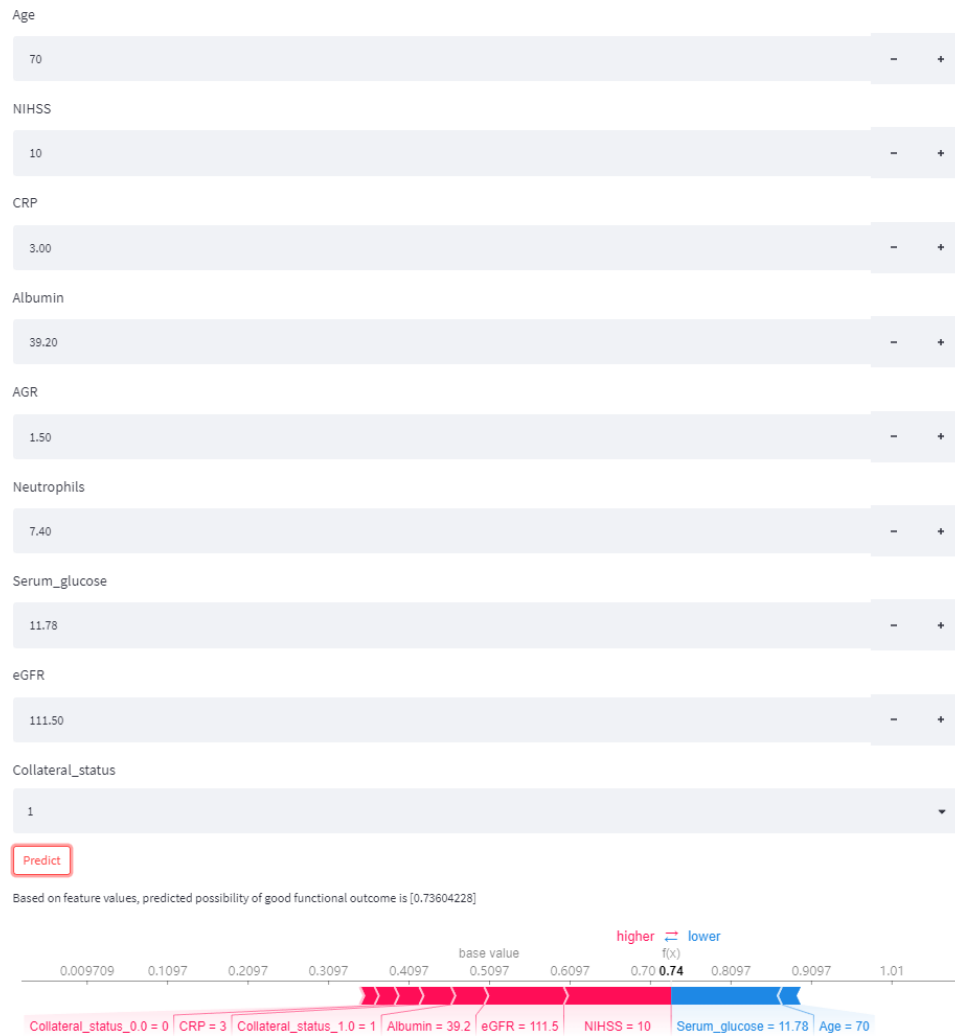 Age
70 - +
NIHSS
10 - +
CRP
3.00 - +
Albumin
39.20 - +
AGR
1.50 - +
Neutrophils
7.40 - +
Serum_glucose
11.78 - +
eGFR
111.50 - +
Collateral_status
1
Predict
Based on feature values, predicted possibility of good functional outcome is [0.73604228]
higher ⇄ lower
base value f(x)
0.009709 0.1097 0.2097 0.3097 0.4097 0.5097 0.6097 0.70 0.74 0.8097 0.9097 1.01
Collateral_status_0.0 = 0 CRP = 3 Collateral_status_1.0 = 1 Albumin = 39.2 eGFR = 111.5 NIHSS = 10 Serum_glucose = 11.78 Age = 70